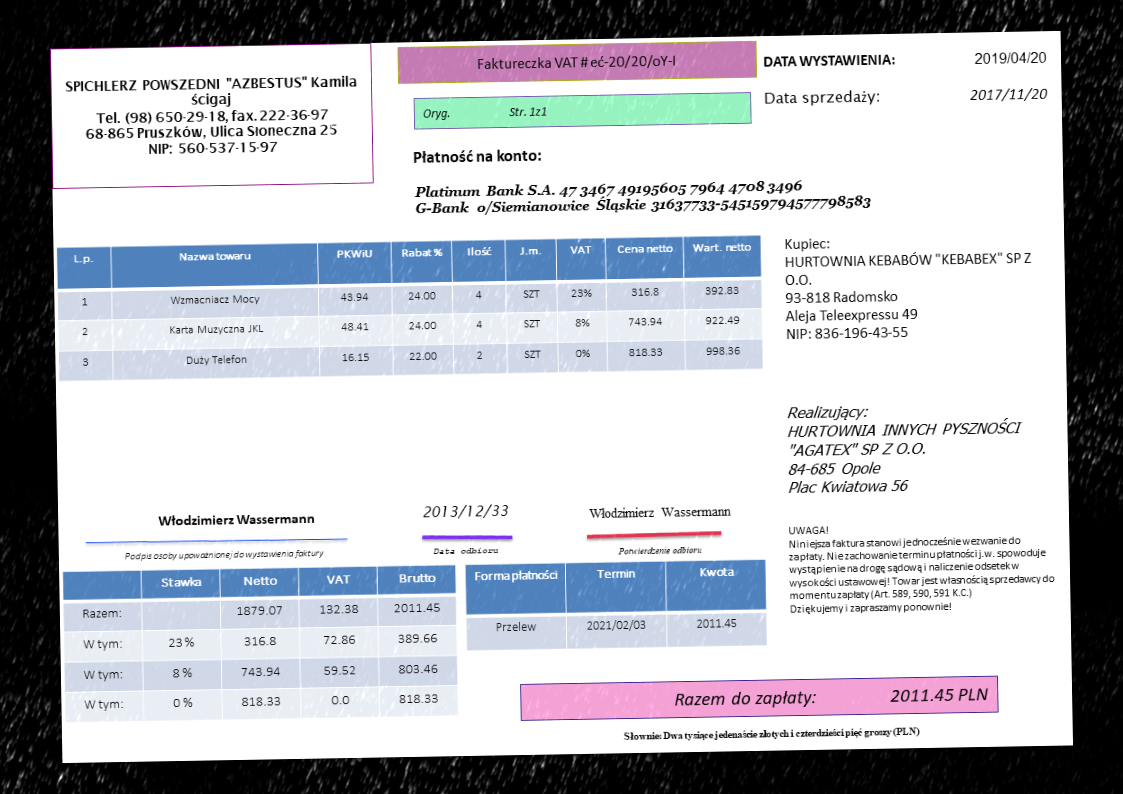 SPICHLERZ POWSZEDNI "AZBESTUS" Kamila
ścigaj
Tel. (98) 650-29-18, fax. 222-36-97
68-865 Pruszków, Ulica Słoneczna 25
NIP: 560-537-15-97
Faktureczka VAT # eć-20/20/oY-I
Oryg. Str. 1z1
DATA WYSTAWIENIA: 2019/04/20
Data sprzedaży: 2017/11/20
Płatność na konto:
Platinum Bank S.A. 47 3467 49195605 7964 4708 3496
G-Bank o/Siemianowice Śląskie 31637733-545159794577798583
L.p. Nazwa towaru PKWiU Rabat % Ilość J.m. VAT Cena netto Wart. netto
1 Wzmacniacz Mocy 43.94 24.00 4 SZT 23% 316.8 392.83
2 Karta Muzyczna JKL 48.41 24.00 4 SZT 8% 743.94 922.49
3 Duży Telefon 16.15 22.00 2 SZT 0% 818.33 998.36
Kupiec:
HURTOWNIA KEBABÓW "KEBABEX" SP Z
O.O.
93-818 Radomsko
Aleja Teleexpressu 49
NIP: 836-196-43-55
Realizujący:
HURTOWNIA INNYCH PYSZNOŚCI
"AGATEX" SP Z O.O.
84-685 Opole
Plac Kwiatowa 56
Włodzimierz Wassermann
Podpis osoby upoważnionej do wystawienia faktury
2013/12/33
Data odbioru
Włodzimierz Wassermann
Potwierdzenie odbioru
UWAGA!
Niniejsza faktura stanowi jednocześnie wezwanie do
zapłaty. Nie zachowanie terminu płatności j.w. spowoduje
wystąpienie na drogę sądową i naliczenie odsetek w
wysokości ustawowej! Towar jest własnością sprzedawcy do
momentu zapłaty (Art. 589, 590, 591 K.C.)
Dziękujemy i zapraszamy ponownie!
Stawka Netto VAT Brutto
Razem: 1879.07 132.38 2011.45
W tym: 23 % 316.8 72.86 389.66
W tym: 8 % 743.94 59.52 803.46
W tym: 0 % 818.33 0.0 818.33
Forma płatności Termin Kwota
Przelew 2021/02/03 2011.45
Razem do zapłaty: 2011.45 PLN
Słownie: Dwa tysiące jedenaście złotych i czterdzieści pięć groszy (PLN)